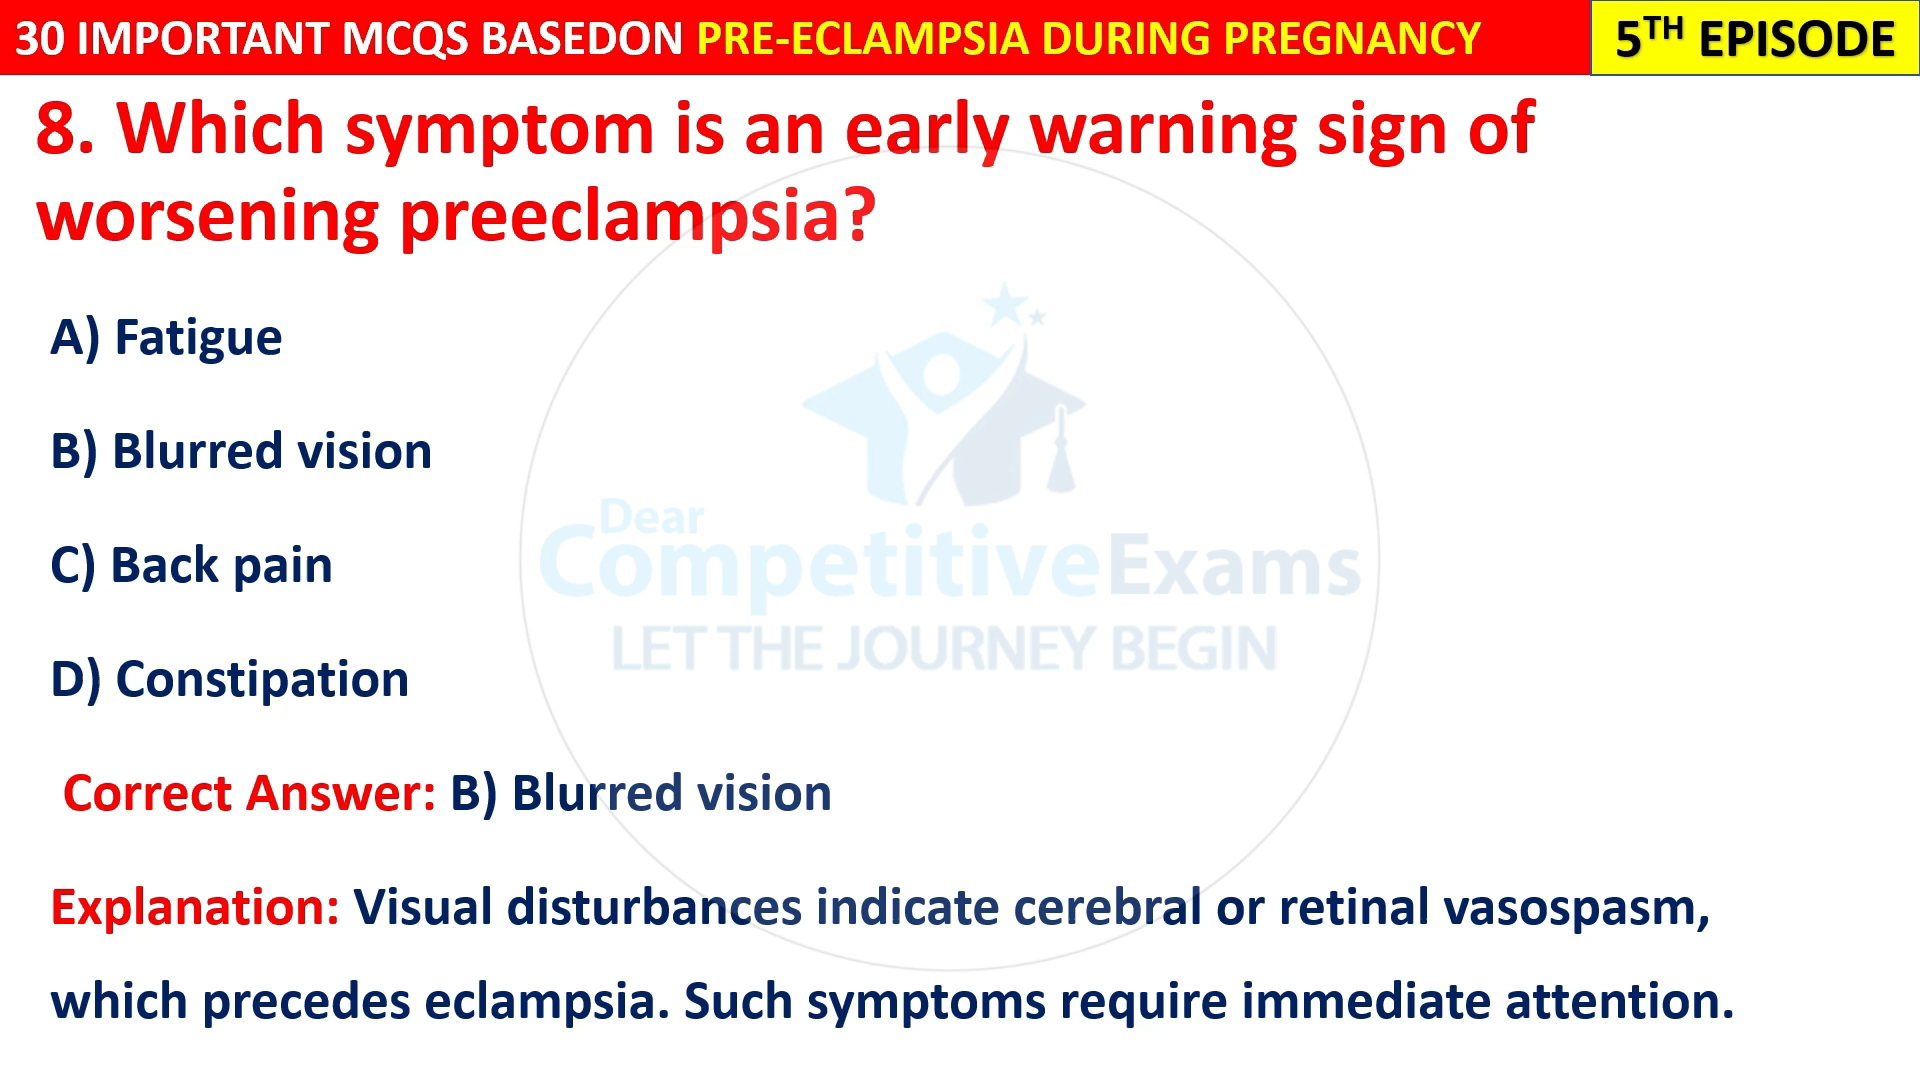 30 IMPORTANT MCQS BASEDON PRE-ECLAMPSIA DURING PREGNANCY
5TH EPISODE
8. Which symptom is an early warning sign of
worsening preeclampsia?
A) Fatigue
B) Blurred vision
Dear
CompetitiveExams
C) Back pain
LET THE JOURNEY BEGIN
D) Constipation
Correct Answer: B) Blurred vision
Explanation: Visual disturbances indicate cerebral or retinal vasospasm,
which precedes eclampsia. Such symptoms require immediate attention.